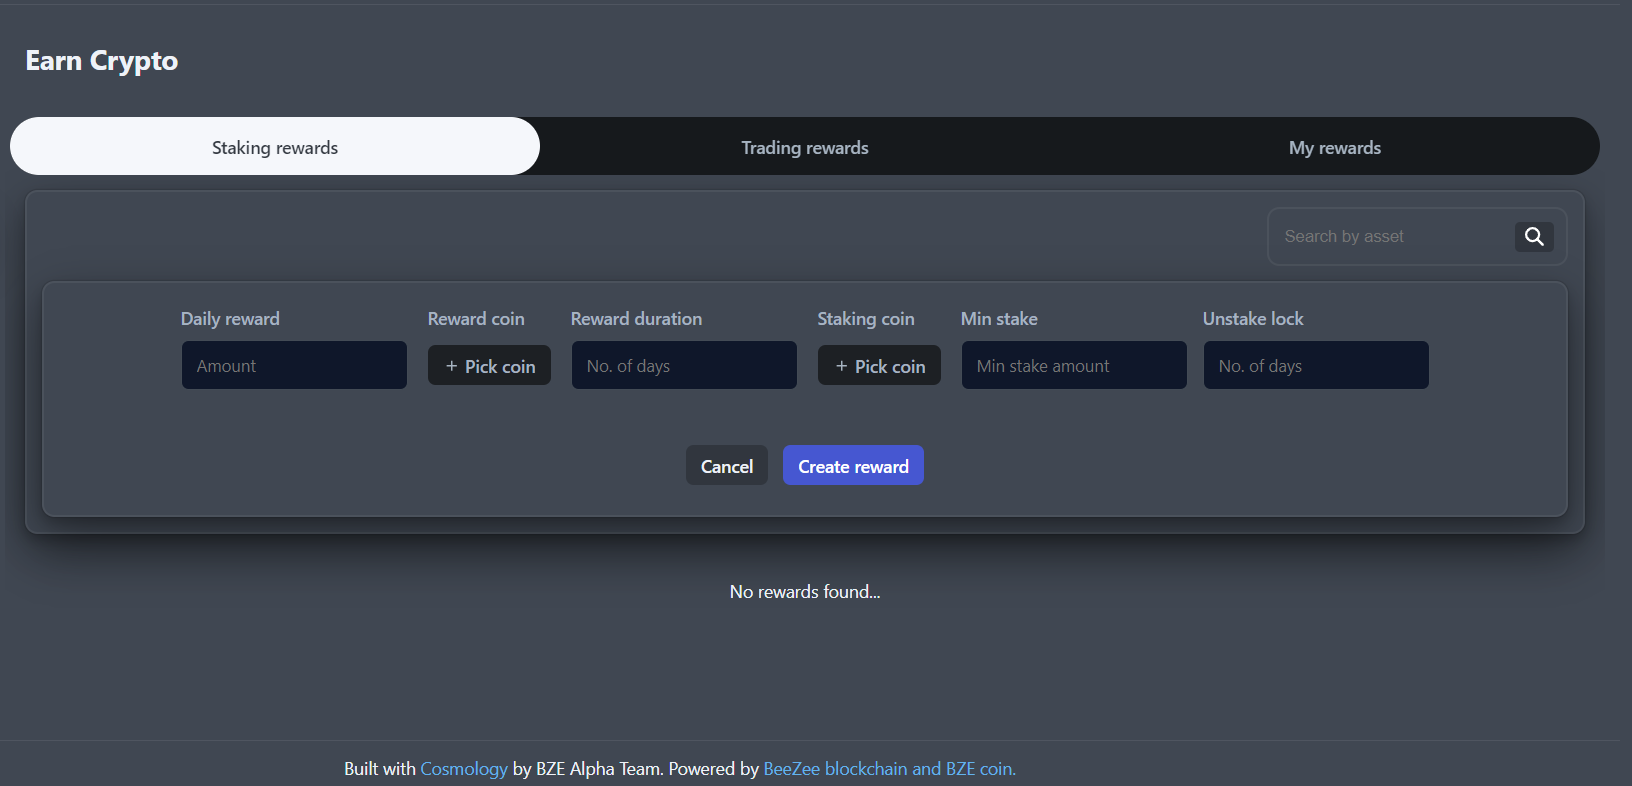 Earn Crypto
Staking rewards Trading rewards My rewards
Search by asset
Daily reward Reward coin Reward duration Staking coin Min stake Unstake lock
Amount + Pick coin No. of days + Pick coin Min stake amount No. of days
Cancel Create reward
No rewards found...
Built with Cosmology by BZE Alpha Team. Powered by BeeZee blockchain and BZE coin.